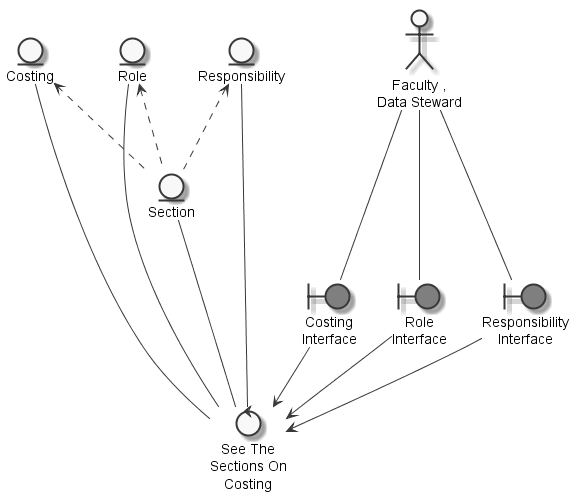 Faculty ,
Data Steward
Costing
Role
Responsibility
Section
Costing
Interface
Role
Interface
Responsibility
Interface
See The
Sections On
Costing